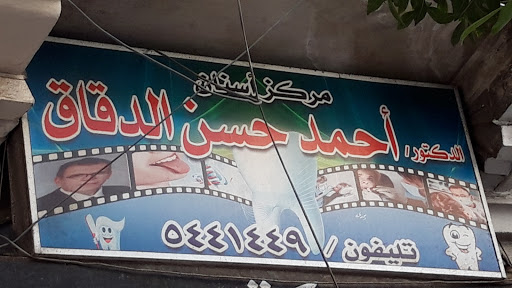 مركز أسنان
الدكتور / أحمد حسن الدقاق
تليفون / ٥٤٤١٤٤٩